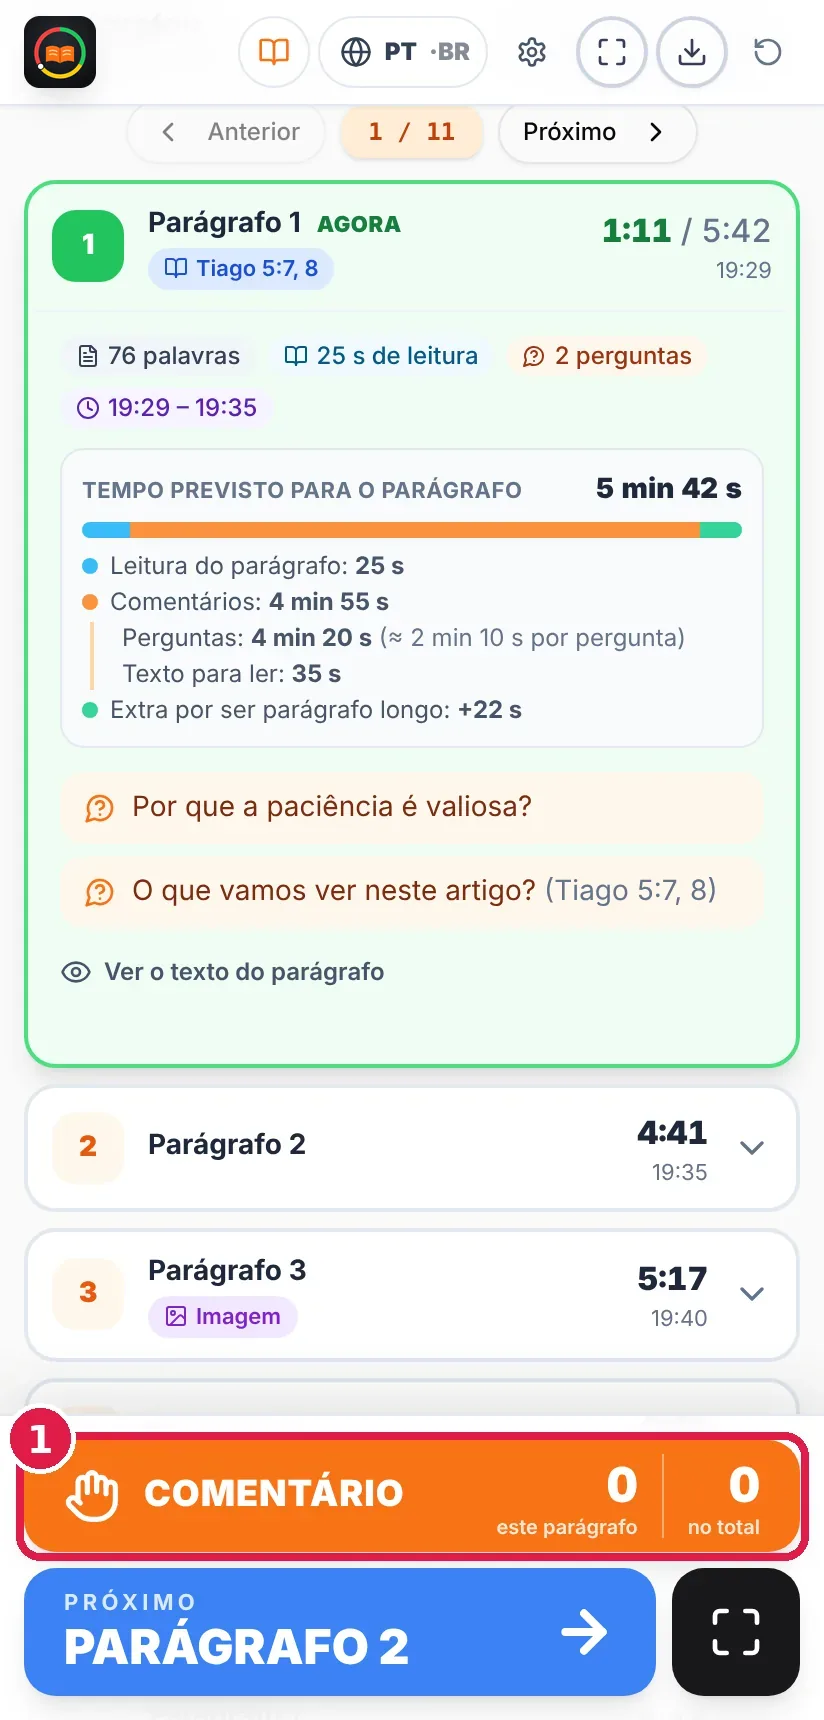 PT ·BR
Anterior
1 / 11
Próximo
1
Parágrafo 1 AGORA
1:11 / 5:42
Tiago 5:7, 8
19:29
76 palavras
25 s de leitura
2 perguntas
19:29 – 19:35
TEMPO PREVISTO PARA O PARÁGRAFO
5 min 42 s
Leitura do parágrafo: 25 s
Comentários: 4 min 55 s
Perguntas: 4 min 20 s (≈ 2 min 10 s por pergunta)
Texto para ler: 35 s
Extra por ser parágrafo longo: +22 s
Por que a paciência é valiosa?
O que vamos ver neste artigo? (Tiago 5:7, 8)
Ver o texto do parágrafo
2
Parágrafo 2
4:41
19:35
3
Parágrafo 3
5:17
Imagem
19:40
1
COMENTÁRIO
0
este parágrafo
0
no total
PRÓXIMO
PARÁGRAFO 2